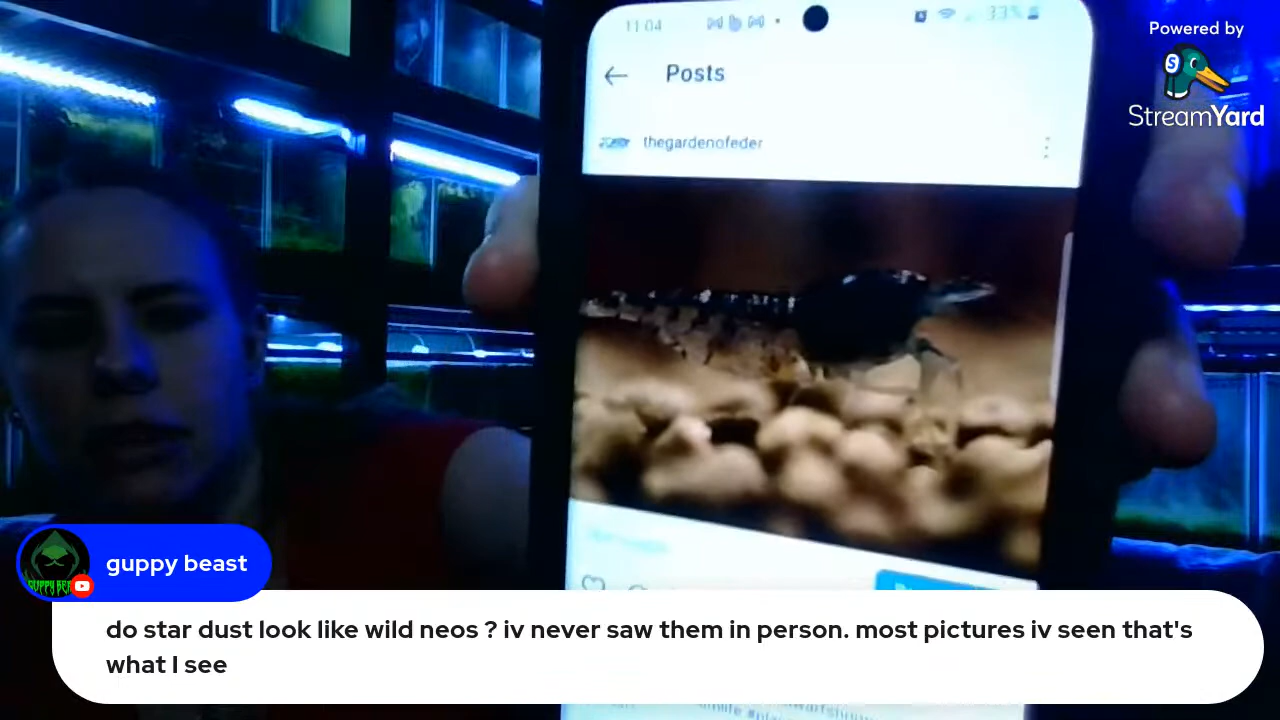 11:04
33%
Powered by
StreamYard
Posts
thegardenofeder
guppy beast
do star dust look like wild neos ? iv never saw them in person. most pictures iv seen that's
what I see